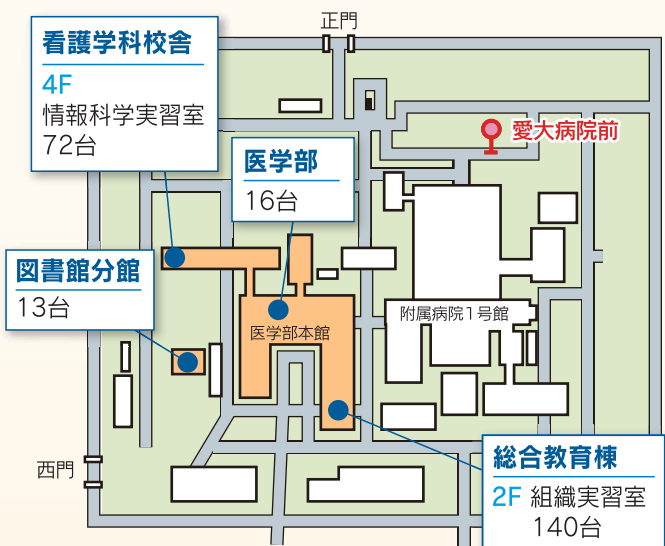 正門
看護学科校舎
4F
情報科学実習室
72台
愛大病院前
医学部
16台
図書館分館
13台
附属病院1号館
医学部本館
西門
総合教育棟
2F 組織実習室
140台